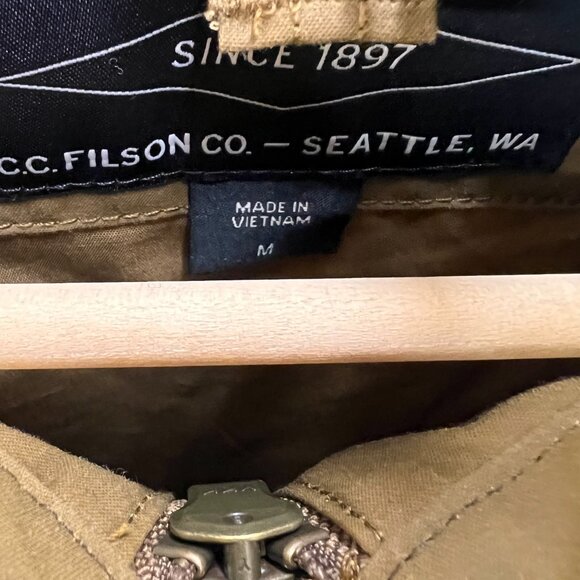 SINCE 1897
C.C. FILSON CO. — SEATTLE, WA
MADE IN
VIETNAM
M